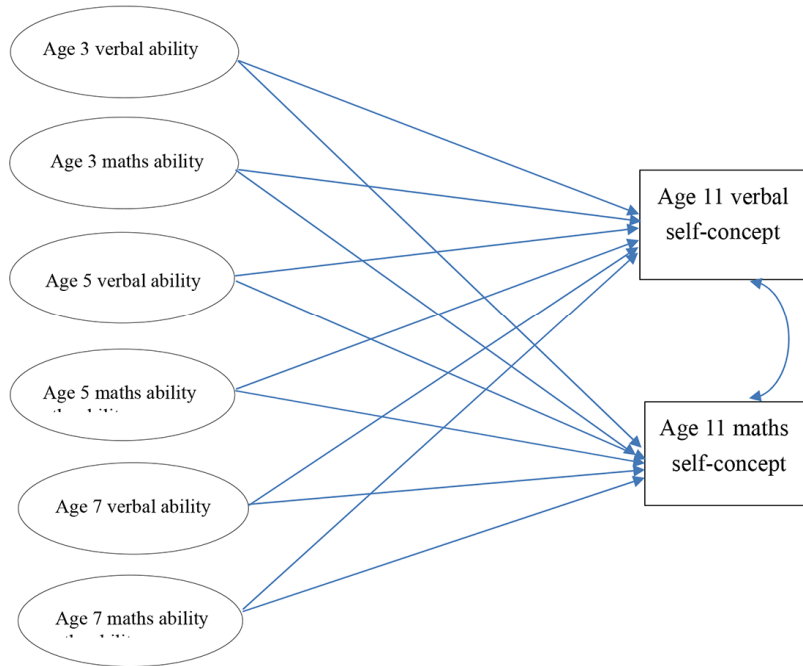 Age 3 verbal ability
Age 3 maths ability
Age 5 verbal ability
Age 5 maths ability
Age 7 verbal ability
Age 7 maths ability
Age 11 verbal
self-concept
Age 11 maths
self-concept